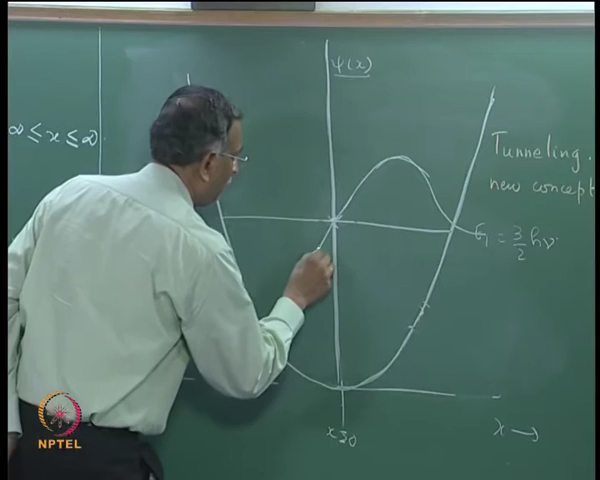 ψ(x)
∞ ≤ x ≤ ∞
Tunneling.
new concept
E₁ = 3/2 hν
x=0
x →
NPTEL